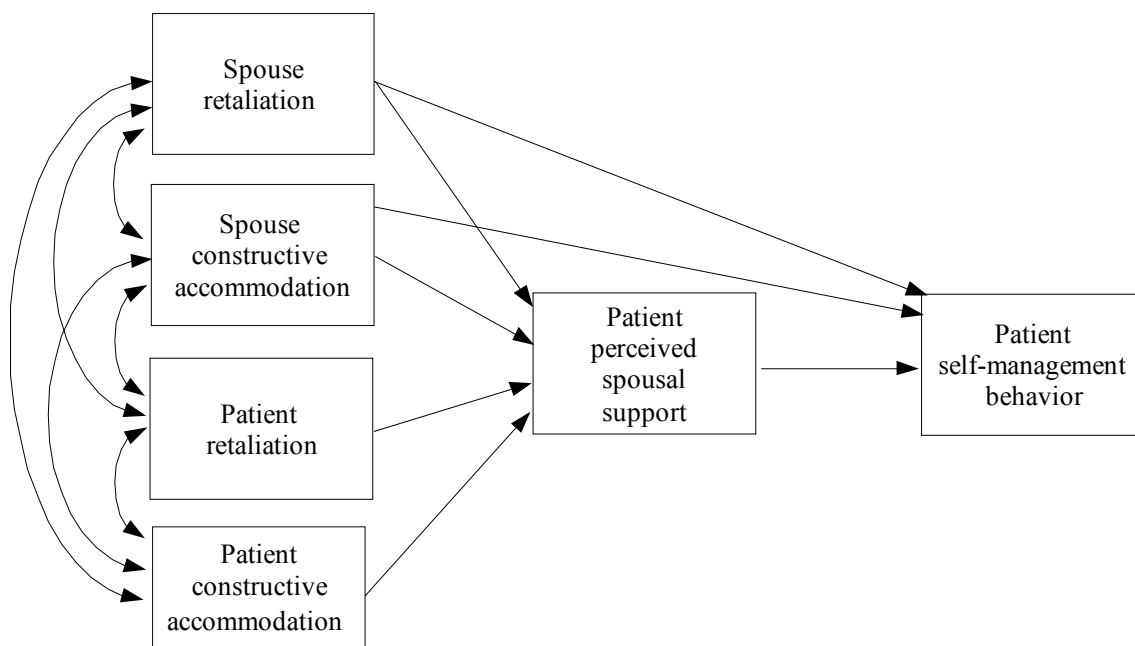 Spouse
retaliation
Spouse
constructive
accommodation
Patient
retaliation
Patient
constructive
accommodation
Patient
perceived
spousal
support
Patient
self-management
behavior